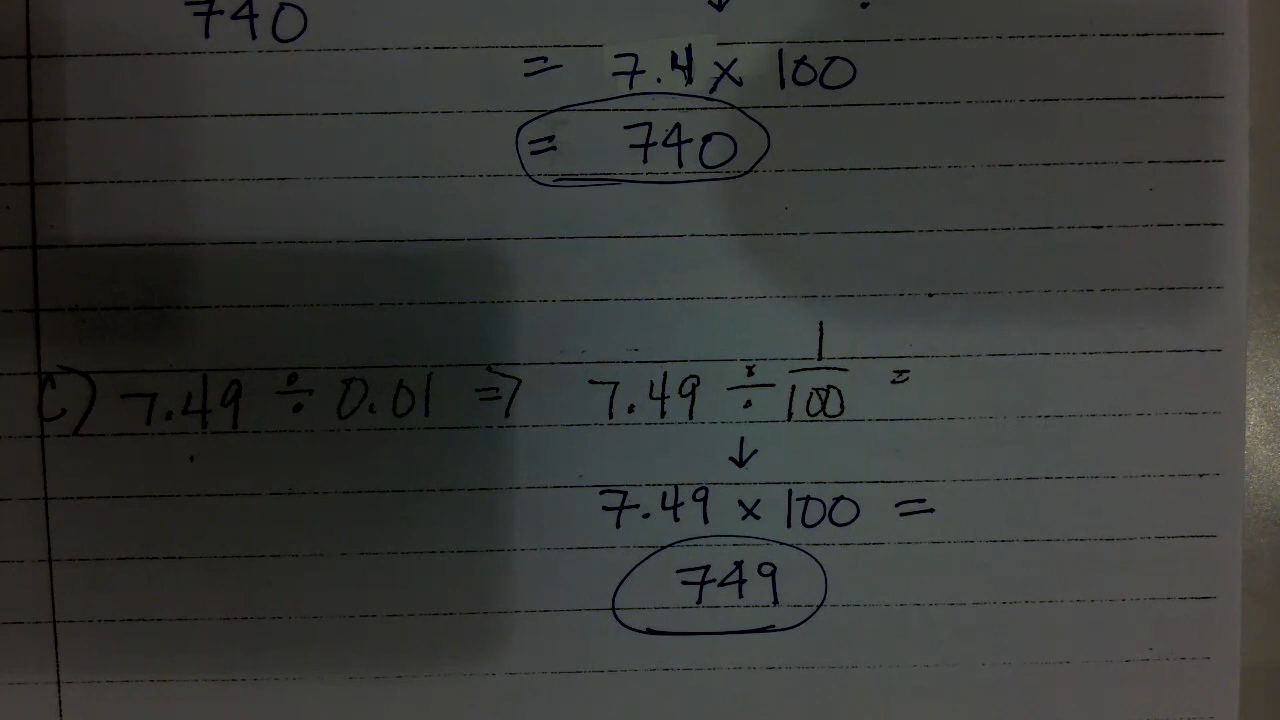 740
= 7.4 × 100
= 740
C) 7.49 ÷ 0.01 => 7.49 ÷ 1/100 =
↓
7.49 × 100 =
749